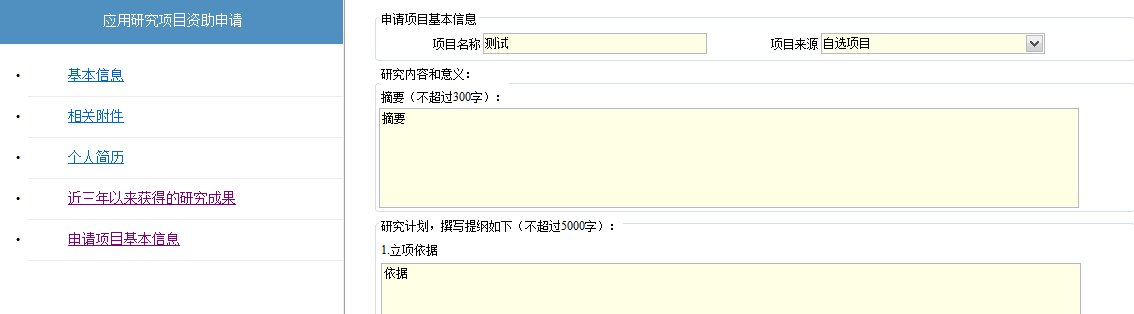 应用研究项目资助申请
基本信息
相关附件
个人简历
近三年以来获得的研究成果
申请项目基本信息
申请项目基本信息
项目名称 测试 项目来源 自选项目
研究内容和意义：
摘要（不超过300字）：
摘要
研究计划，撰写提纲如下（不超过5000字）：
1.立项依据
依据